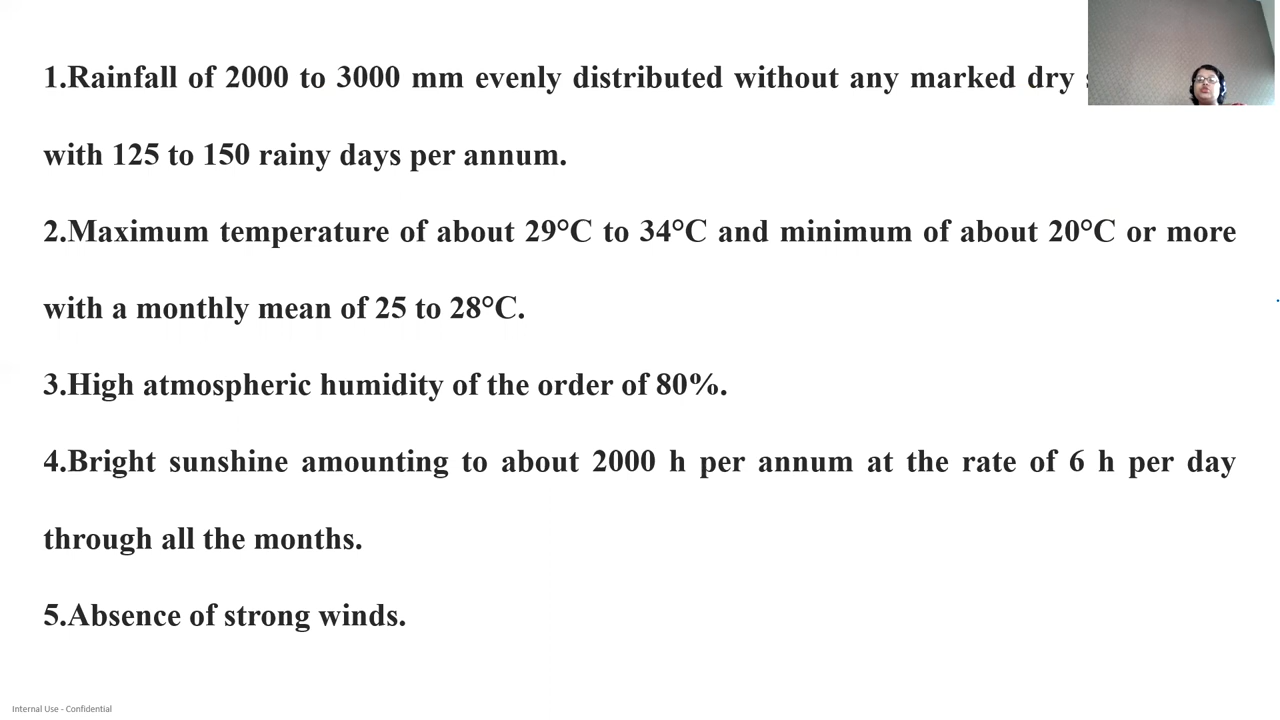 1.Rainfall of 2000 to 3000 mm evenly distributed without any marked dry
with 125 to 150 rainy days per annum.
2.Maximum temperature of about 29°C to 34°C and minimum of about 20°C or more
with a monthly mean of 25 to 28°C.
3.High atmospheric humidity of the order of 80%.
4.Bright sunshine amounting to about 2000 h per annum at the rate of 6 h per day
through all the months.
5.Absence of strong winds.
Internal Use - Confidential